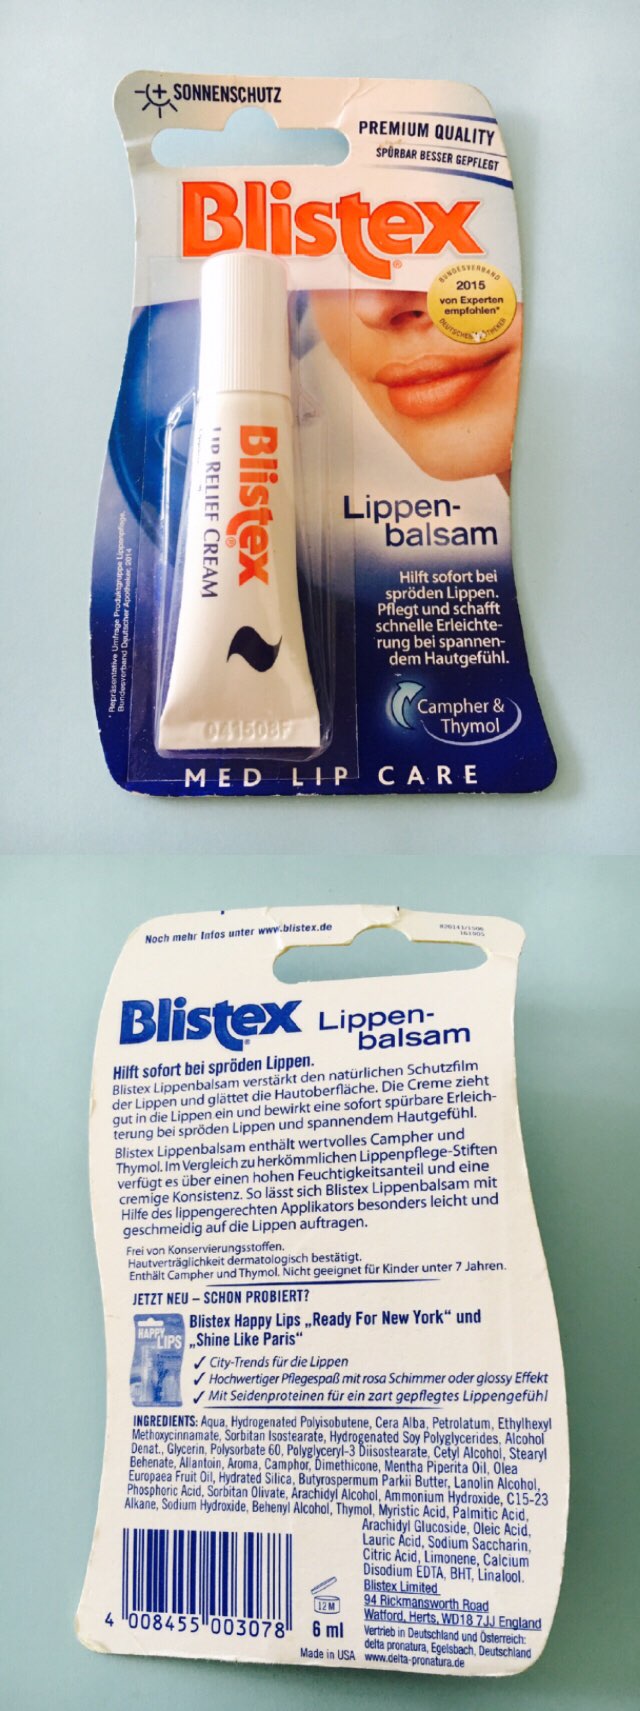 SONNENSCHUTZ
PREMIUM QUALITY
SPÜRBAR BESSER GEPFLEGT
Blistex®
BUNDESVERBAND
2015
von Experten
empfohlen*
DEUTSCHER APOTHEKER
Blistex®
LIP RELIEF CREAM
041508F
Lippen-
balsam
Hilft sofort bei
spröden Lippen.
Pflegt und schafft
schnelle Erleichte-
rung bei spannen-
dem Hautgefühl.
Campher &
Thymol
* Repräsentative Umfrage Produktgruppe Lippenpflege,
Bundesverband Deutscher Apotheker, 2014
MED LIP CARE
Noch mehr Infos unter www.blistex.de
Blistex® Lippen-
balsam
Hilft sofort bei spröden Lippen.
Blistex Lippenbalsam verstärkt den natürlichen Schutzfilm
der Lippen und glättet die Hautoberfläche. Die Creme zieht
gut in die Lippen ein und bewirkt eine sofort spürbare Erleich-
terung bei spröden Lippen und spannendem Hautgefühl.
Blistex Lippenbalsam enthält wertvolles Campher und
Thymol. Im Vergleich zu herkömmlichen Lippenpflege-Stiften
verfügt es über einen hohen Feuchtigkeitsanteil und eine
cremige Konsistenz. So lässt sich Blistex Lippenbalsam mit
Hilfe des lippengerechten Applikators besonders leicht und
geschmeidig auf die Lippen auftragen.
Frei von Konservierungsstoffen.
Hautverträglichkeit dermatologisch bestätigt.
Enthält Campher und Thymol. Nicht geeignet für Kinder unter 7 Jahren.
JETZT NEU – SCHON PROBIERT?
HAPPY
LIPS
Blistex Happy Lips „Ready For New York“ und
„Shine Like Paris“
✓ City-Trends für die Lippen
✓ Hochwertiger Pflegespaß mit rosa Schimmer oder glossy Effekt
✓ Mit Seidenproteinen für ein zart gepflegtes Lippengefühl
INGREDIENTS: Aqua, Hydrogenated Polyisobutene, Cera Alba, Petrolatum, Ethylhexyl
Methoxycinnamate, Sorbitan Isostearate, Hydrogenated Soy Polyglycerides, Alcohol
Denat., Glycerin, Polysorbate 60, Polyglyceryl-3 Diisostearate, Cetyl Alcohol, Stearyl
Behenate, Allantoin, Aroma, Camphor, Dimethicone, Mentha Piperita Oil, Olea
Europaea Fruit Oil, Hydrated Silica, Butyrospermum Parkii Butter, Lanolin Alcohol,
Phosphoric Acid, Sorbitan Olivate, Arachidyl Alcohol, Ammonium Hydroxide, C15-23
Alkane, Sodium Hydroxide, Behenyl Alcohol, Thymol, Myristic Acid, Palmitic Acid,
Arachidyl Glucoside, Oleic Acid,
Lauric Acid, Sodium Saccharin,
Citric Acid, Limonene, Calcium
Disodium EDTA, BHT, Linalool.
Blistex Limited
94 Rickmansworth Road
Watford, Herts, WD18 7JJ England
Vertrieb in Deutschland und Österreich:
delta pronatura, Egelsbach, Deutschland
www.delta-pronatura.de
4 008455 003078
12 M
6 ml
Made in USA